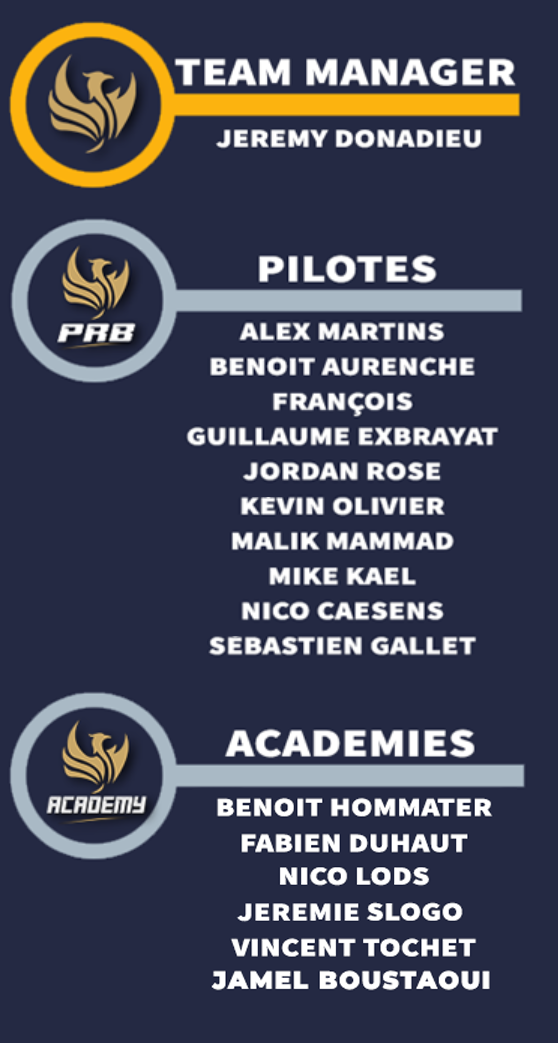 TEAM MANAGER
JEREMY DONADIEU
PILOTES
PRB
ALEX MARTINS
BENOIT AURENCHE
FRANÇOIS
GUILLAUME EXBRAYAT
JORDAN ROSE
KEVIN OLIVIER
MALIK MAMMAD
MIKE KAEL
NICO CAESENS
SÉBASTIEN GALLET
ACADEMIES
ACADEMY
BENOIT HOMMATER
FABIEN DUHAUT
NICO LODS
JEREMIE SLOGO
VINCENT TOCHET
JAMEL BOUSTAOUI